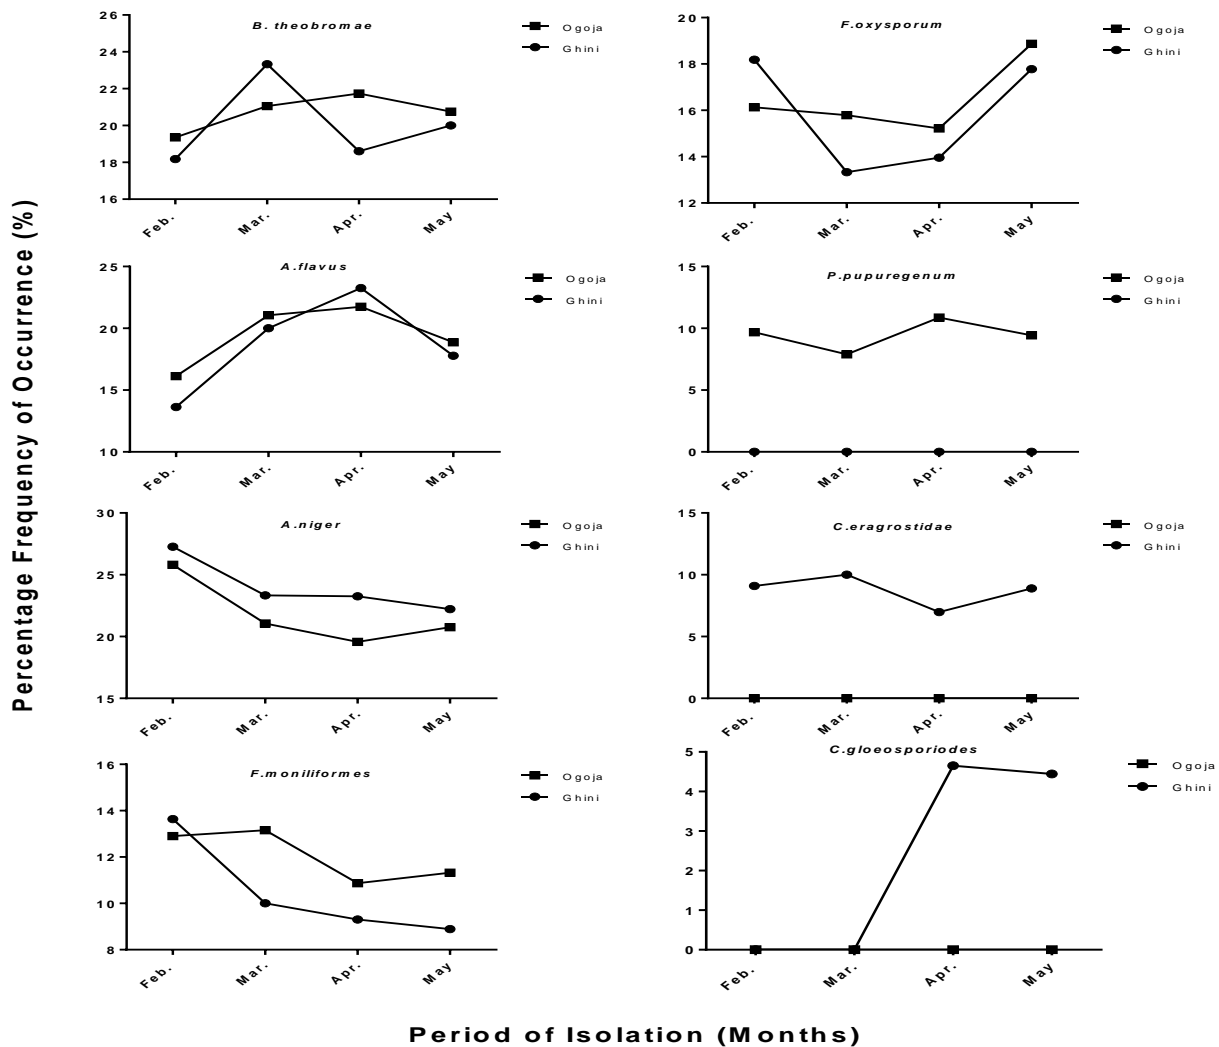 Percentage Frequency of Occurrence (%)
B. theobromae
Ogoja
Ghini
26
24
22
20
18
16
Feb.
Mar.
Apr.
May
F.oxysporum
Ogoja
Ghini
20
18
16
14
12
Feb.
Mar.
Apr.
May
A.flavus
Ogoja
Ghini
25
20
15
10
Feb.
Mar.
Apr.
May
P.pupuregenum
Ogoja
Ghini
15
10
5
0
Feb.
Mar.
Apr.
May
A.niger
Ogoja
Ghini
30
25
20
15
Feb.
Mar.
Apr.
May
C.eragrostidae
Ogoja
Ghini
15
10
5
0
Feb.
Mar.
Apr.
May
F.moniliformes
Ogoja
Ghini
16
14
12
10
8
Feb.
Mar.
Apr.
May
C.gloeosporiodes
Ogoja
Ghini
5
4
3
2
1
0
Feb.
Mar.
Apr.
May
Period of Isolation (Months)